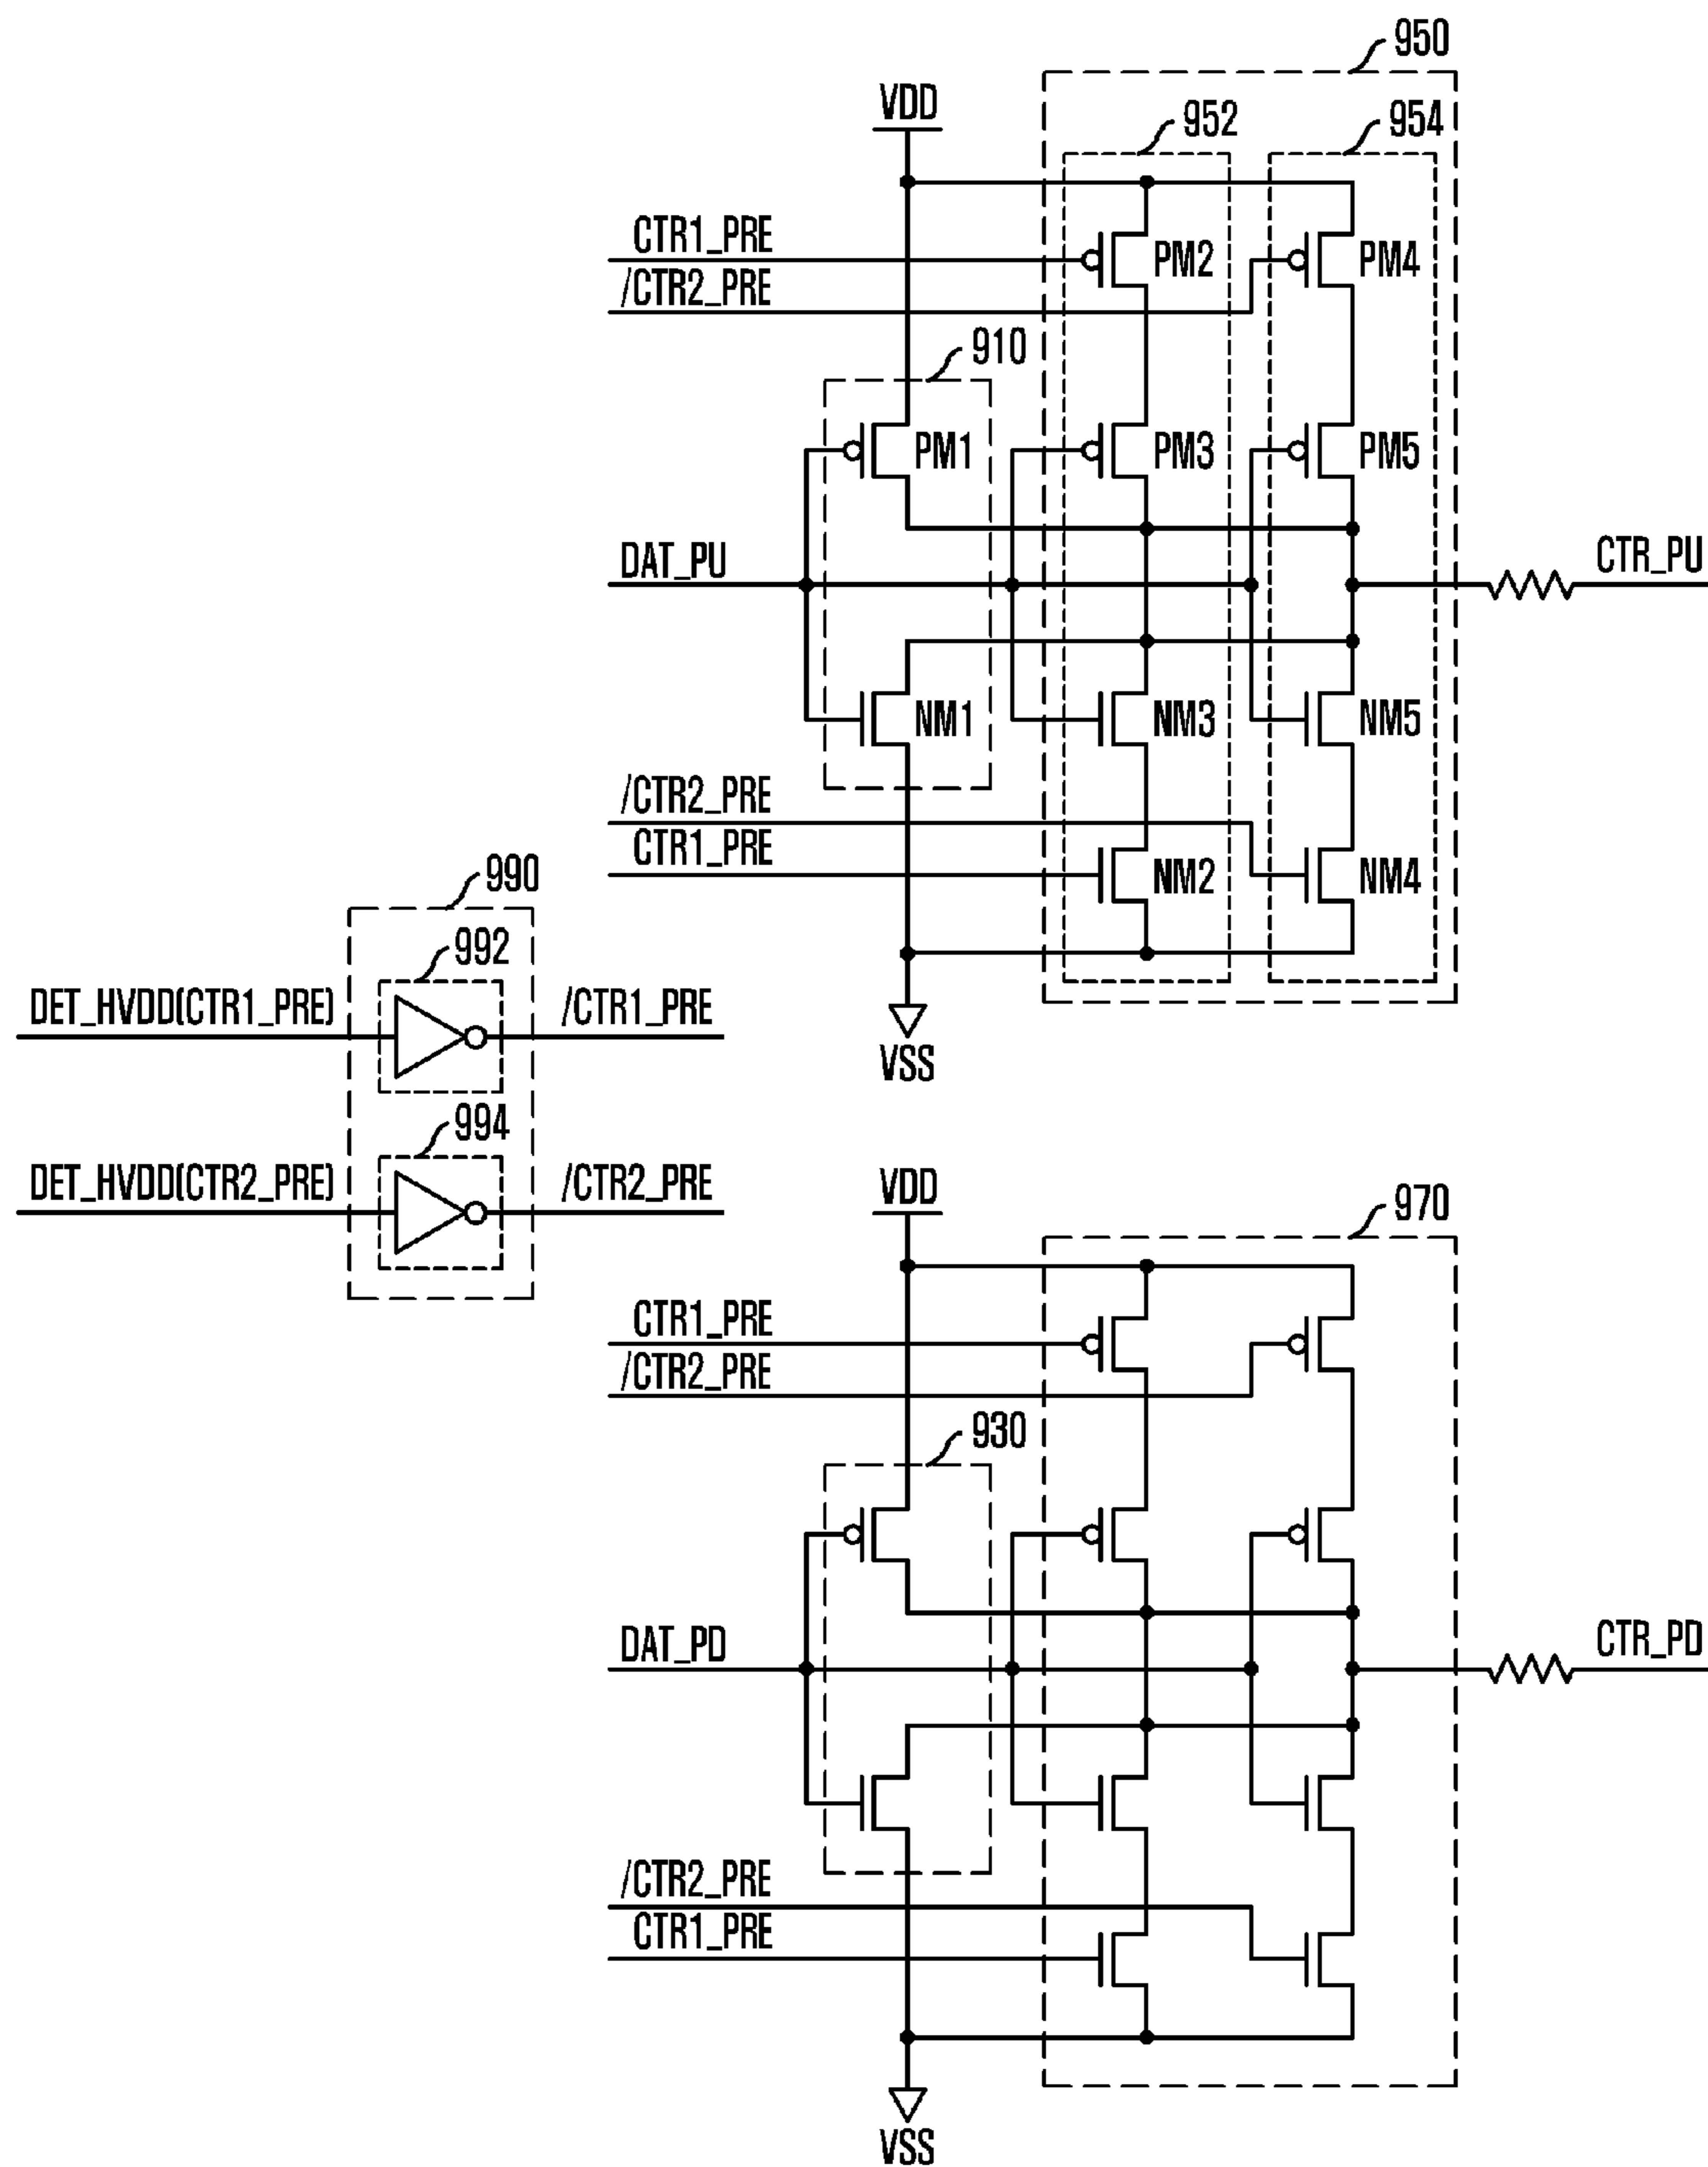 950
VDD
952
954
CTR1_PRE
PM2
PM4
/CTR2_PRE
910
PM1
PM3
PM5
DAT_PU
CTR_PU
NM1
NM3
NM5
/CTR2_PRE
CTR1_PRE
NM2
NM4
990
992
DET_HVDD(CTR1_PRE)
/CTR1_PRE
VSS
994
DET_HVDD(CTR2_PRE)
/CTR2_PRE
VDD
970
CTR1_PRE
/CTR2_PRE
930
DAT_PD
CTR_PD
/CTR2_PRE
CTR1_PRE
VSS